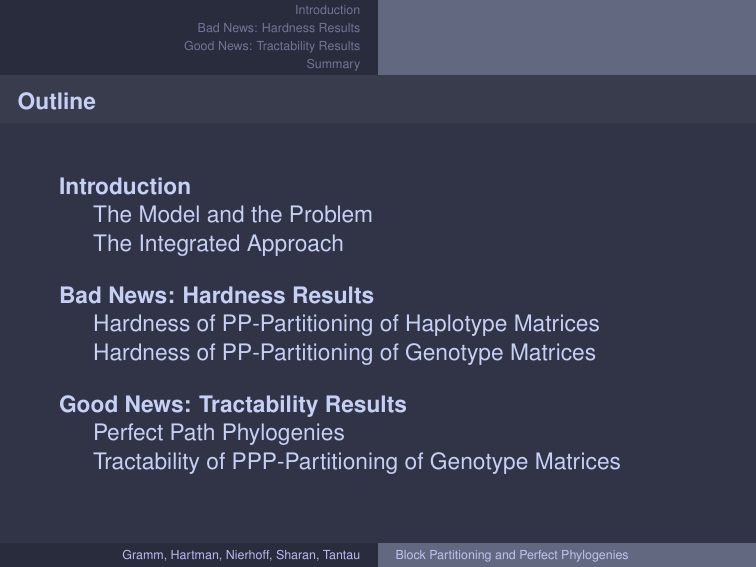 Introduction
Bad News: Hardness Results
Good News: Tractability Results
Summary
Outline
Introduction
The Model and the Problem
The Integrated Approach
Bad News: Hardness Results
Hardness of PP-Partitioning of Haplotype Matrices
Hardness of PP-Partitioning of Genotype Matrices
Good News: Tractability Results
Perfect Path Phylogenies
Tractability of PPP-Partitioning of Genotype Matrices
Gramm, Hartman, Nierhoff, Sharan, Tantau
Block Partitioning and Perfect Phylogenies